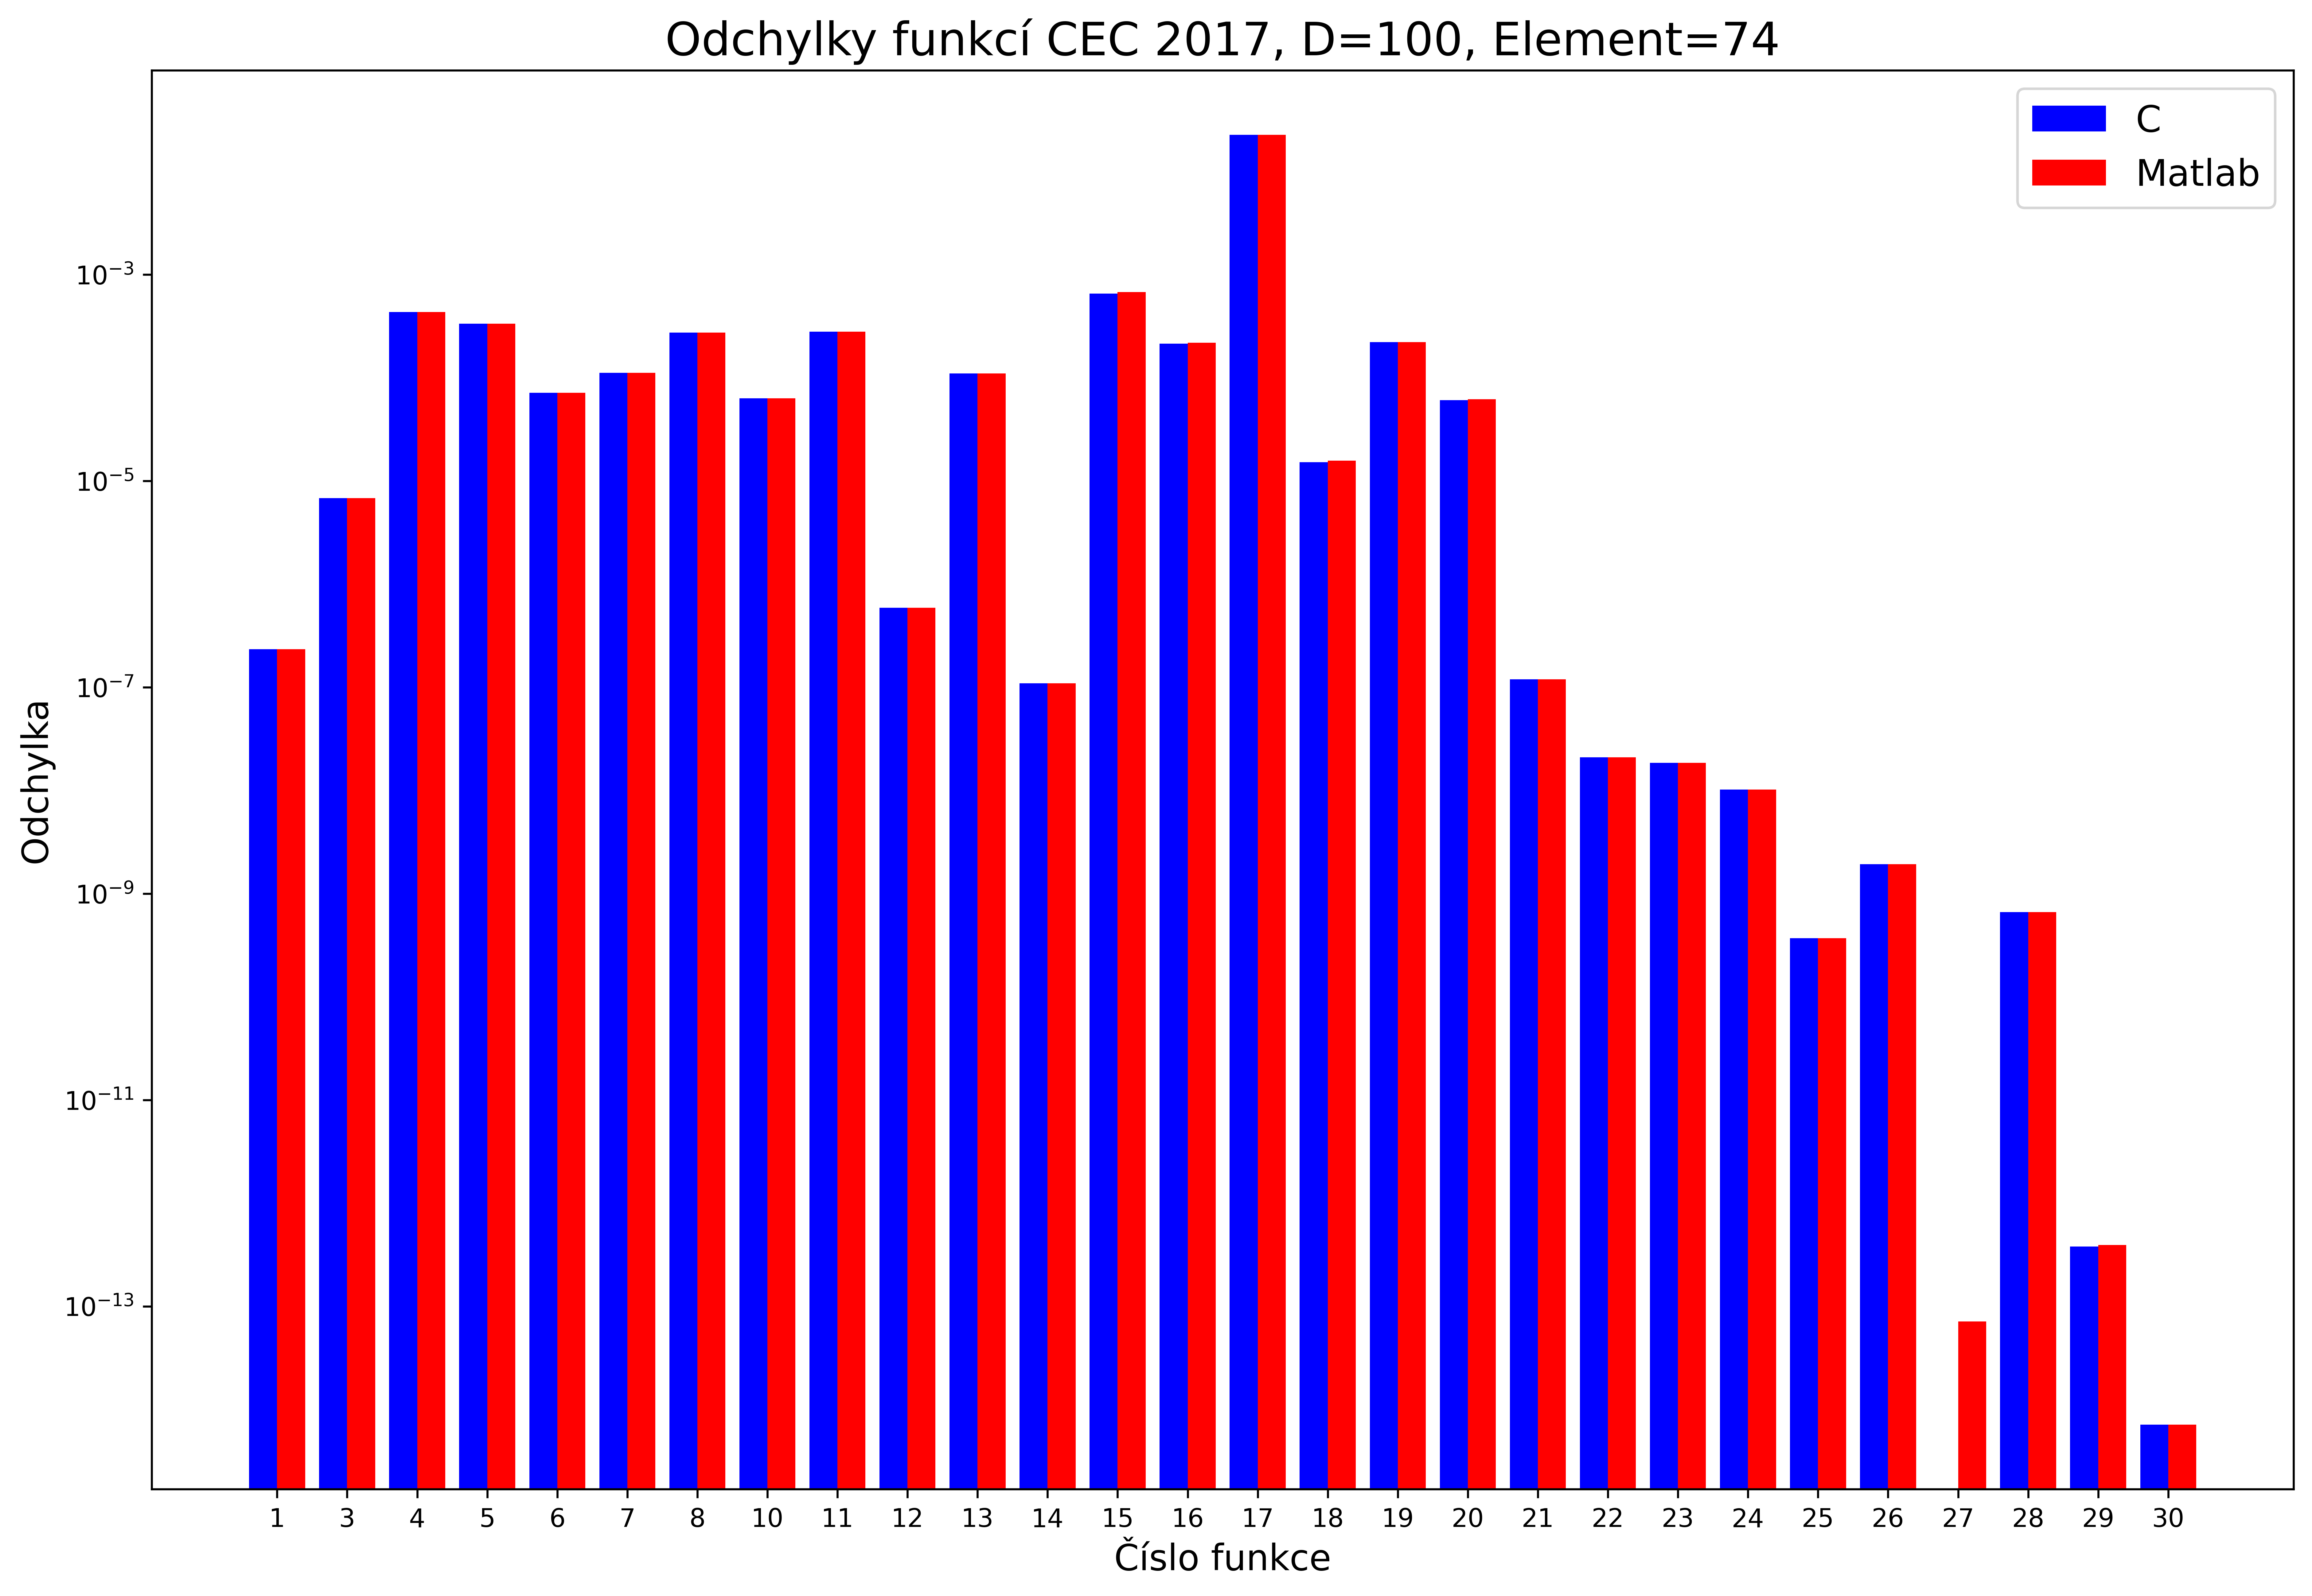 Odchylky funkcí CEC 2017, D=100, Element=74
C
Matlab
Odchylka
10⁻³
10⁻⁵
10⁻⁷
10⁻⁹
10⁻¹¹
10⁻¹³
1 3 4 5 6 7 8 10 11 12 13 14 15 16 17 18 19 20 21 22 23 24 25 26 27 28 29 30
Číslo funkce